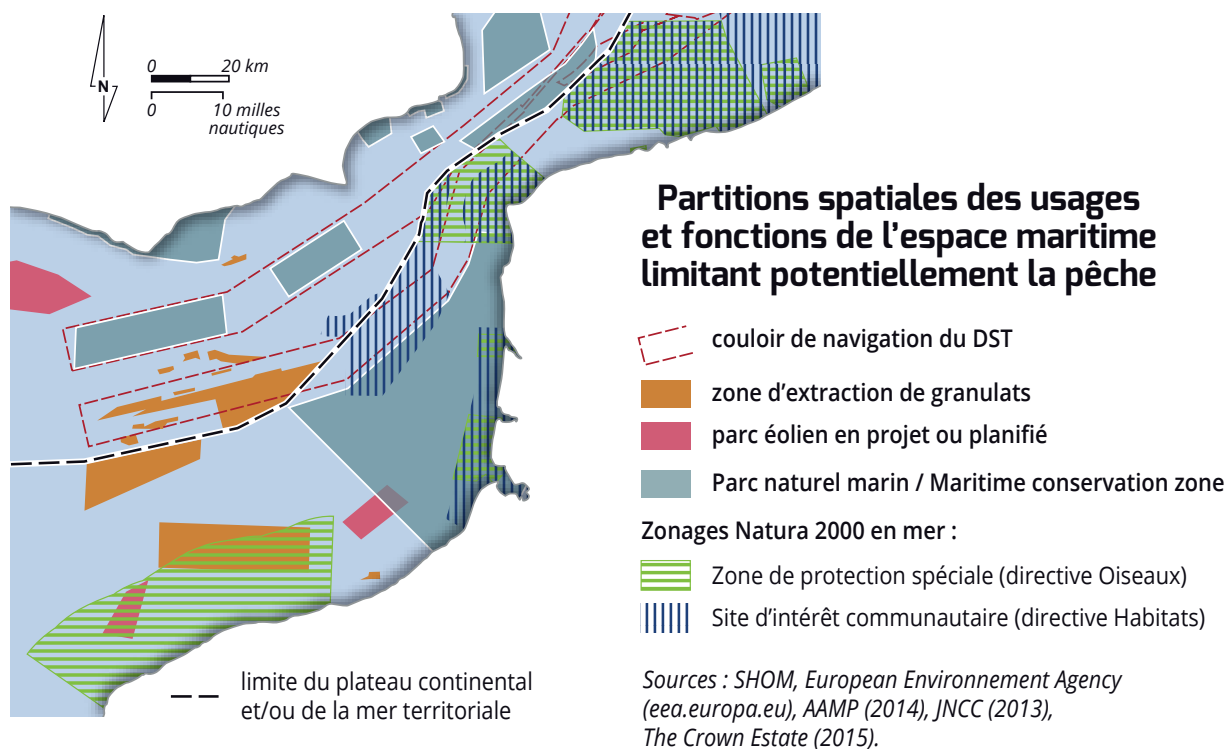 0 20 km
N
0 10 milles
nautiques
Partitions spatiales des usages
et fonctions de l’espace maritime
limitant potentiellement la pêche
couloir de navigation du DST
zone d’extraction de granulats
parc éolien en projet ou planifié
Parc naturel marin / Maritime conservation zone
Zonages Natura 2000 en mer :
Zone de protection spéciale (directive Oiseaux)
Site d’intérêt communautaire (directive Habitats)
limite du plateau continental
et/ou de la mer territoriale
Sources : SHOM, European Environnement Agency
(eea.europa.eu), AAMP (2014), JNCC (2013),
The Crown Estate (2015).